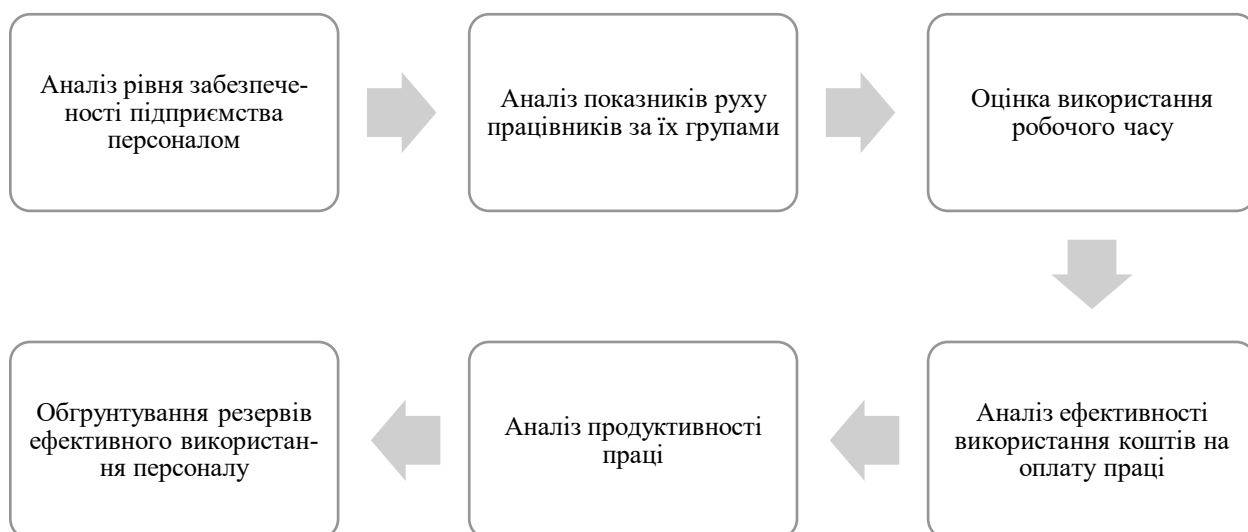 Аналіз рівня забезпече-
ності підприємства
персоналом
Аналіз показників руху
працівників за їх групами
Оцінка використання
робочого часу
Аналіз ефективності
використання коштів на
оплату праці
Аналіз продуктивності
праці
Обгрунтування резервів
ефективного використан-
ня персоналу